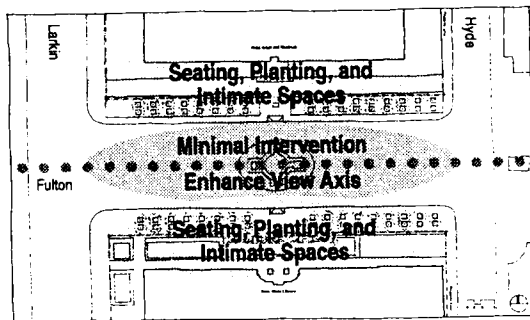 Larkin
Hyde
Seating, Planting, and
Intimate Spaces
Minimal Intervention
Fulton
Enhance View Axis
Seating, Planting, and
Intimate Spaces